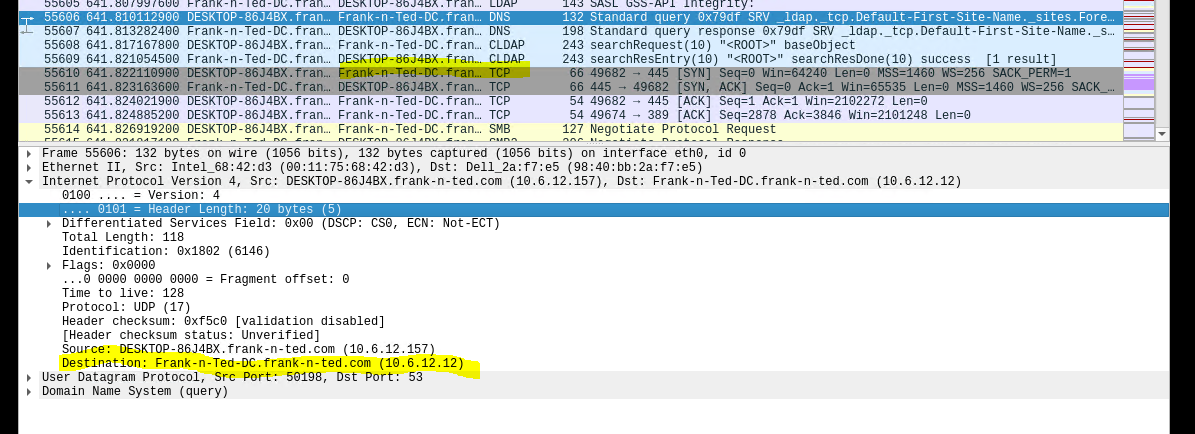 55605 641.807997600 Frank-n-Ted-DC.fran… DESKTOP-86J4BX.fran… LDAP 143 SASL GSS-API Integrity:
55606 641.810112900 DESKTOP-86J4BX.fran… Frank-n-Ted-DC.fran… DNS 132 Standard query 0x79df SRV _ldap._tcp.Default-First-Site-Name._sites.Fore…
55607 641.813282400 Frank-n-Ted-DC.fran… DESKTOP-86J4BX.fran… DNS 198 Standard query response 0x79df SRV _ldap._tcp.Default-First-Site-Name._s…
55608 641.817167800 DESKTOP-86J4BX.fran… Frank-n-Ted-DC.fran… CLDAP 243 searchRequest(10) "<ROOT>" baseObject
55609 641.821054500 Frank-n-Ted-DC.fran… DESKTOP-86J4BX.fran… CLDAP 243 searchResEntry(10) "<ROOT>" searchResDone(10) success [1 result]
55610 641.822110900 DESKTOP-86J4BX.fran… Frank-n-Ted-DC.fran… TCP 66 49682 → 445 [SYN] Seq=0 Win=64240 Len=0 MSS=1460 WS=256 SACK_PERM=1
55611 641.823163600 Frank-n-Ted-DC.fran… DESKTOP-86J4BX.fran… TCP 66 445 → 49682 [SYN, ACK] Seq=0 Ack=1 Win=65535 Len=0 MSS=1460 WS=256 SACK_…
55612 641.824021900 DESKTOP-86J4BX.fran… Frank-n-Ted-DC.fran… TCP 54 49682 → 445 [ACK] Seq=1 Ack=1 Win=2102272 Len=0
55613 641.824885200 DESKTOP-86J4BX.fran… Frank-n-Ted-DC.fran… TCP 54 49674 → 389 [ACK] Seq=2878 Ack=3846 Win=2101248 Len=0
55614 641.826919200 DESKTOP-86J4BX.fran… Frank-n-Ted-DC.fran… SMB 127 Negotiate Protocol Request
Frame 55606: 132 bytes on wire (1056 bits), 132 bytes captured (1056 bits) on interface eth0, id 0
Ethernet II, Src: Intel_68:42:d3 (00:11:75:68:42:d3), Dst: Dell_2a:f7:e5 (98:40:bb:2a:f7:e5)
Internet Protocol Version 4, Src: DESKTOP-86J4BX.frank-n-ted.com (10.6.12.157), Dst: Frank-n-Ted-DC.frank-n-ted.com (10.6.12.12)
0100 .... = Version: 4
.... 0101 = Header Length: 20 bytes (5)
Differentiated Services Field: 0x00 (DSCP: CS0, ECN: Not-ECT)
Total Length: 118
Identification: 0x1802 (6146)
Flags: 0x0000
...0 0000 0000 0000 = Fragment offset: 0
Time to live: 128
Protocol: UDP (17)
Header checksum: 0xf5c0 [validation disabled]
[Header checksum status: Unverified]
Source: DESKTOP-86J4BX.frank-n-ted.com (10.6.12.157)
Destination: Frank-n-Ted-DC.frank-n-ted.com (10.6.12.12)
User Datagram Protocol, Src Port: 50198, Dst Port: 53
Domain Name System (query)